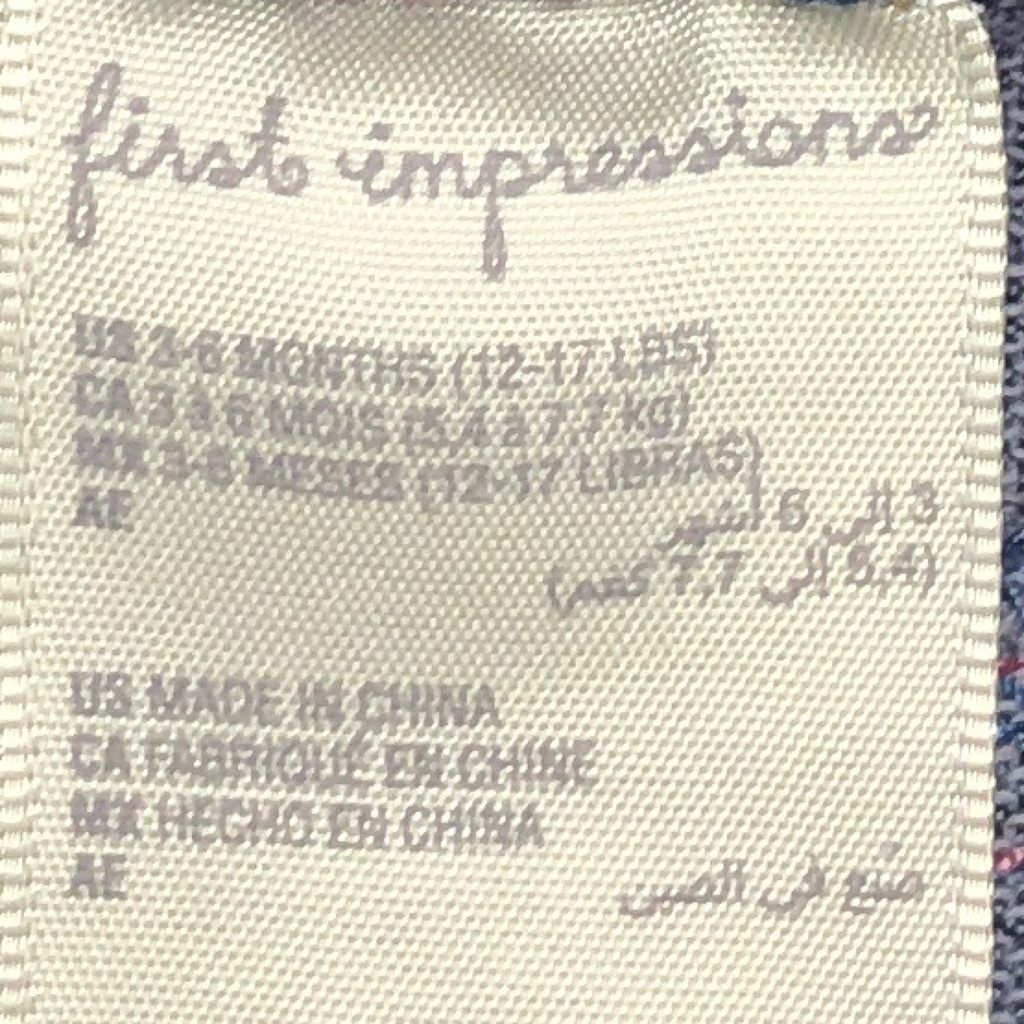 first impressions
US 3-6 MONTHS (12-17 LBS)
CA 3 à 6 MOIS (5,4 à 7,7 KG)
MX 3-6 MESES (12-17 LIBRAS)
AE
3 إلى 6 أشهر
(5,4 إلى 7,7 كغم)
US MADE IN CHINA
CA FABRIQUÉ EN CHINE
MX HECHO EN CHINA
AE
صُنع في الصين